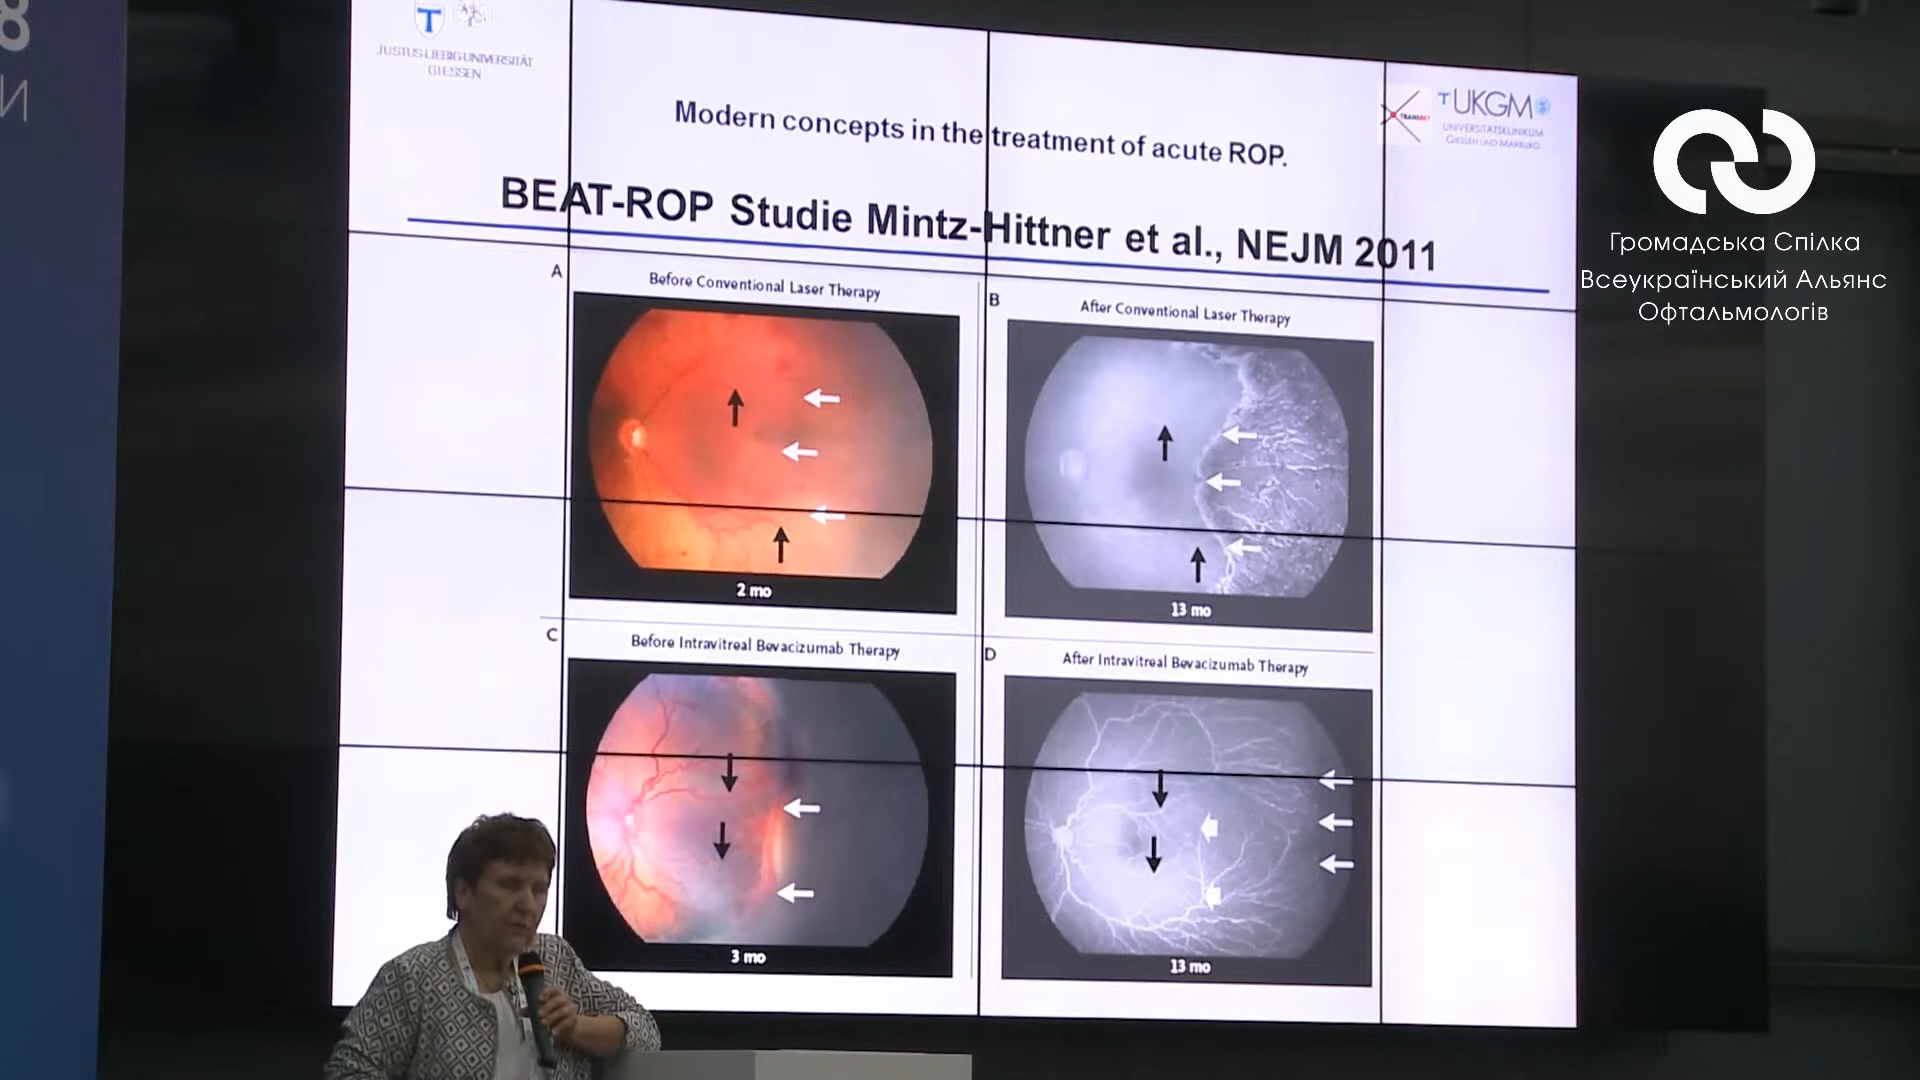 8
И
JUSTUS-LIEBIG-UNIVERSITÄT
GIESSEN
Modern concepts in the treatment of acute ROP.
TRANSRET
UKGM
UNIVERSITÄTSKLINIKUM
GIESSEN UND MARBURG
BEAT-ROP Studie Mintz-Hittner et al., NEJM 2011
Громадська Спілка
Всеукраїнський Альянс
Офтальмологів
A
Before Conventional Laser Therapy
2 mo
B
After Conventional Laser Therapy
13 mo
C
Before Intravitreal Bevacizumab Therapy
3 mo
D
After Intravitreal Bevacizumab Therapy
13 mo